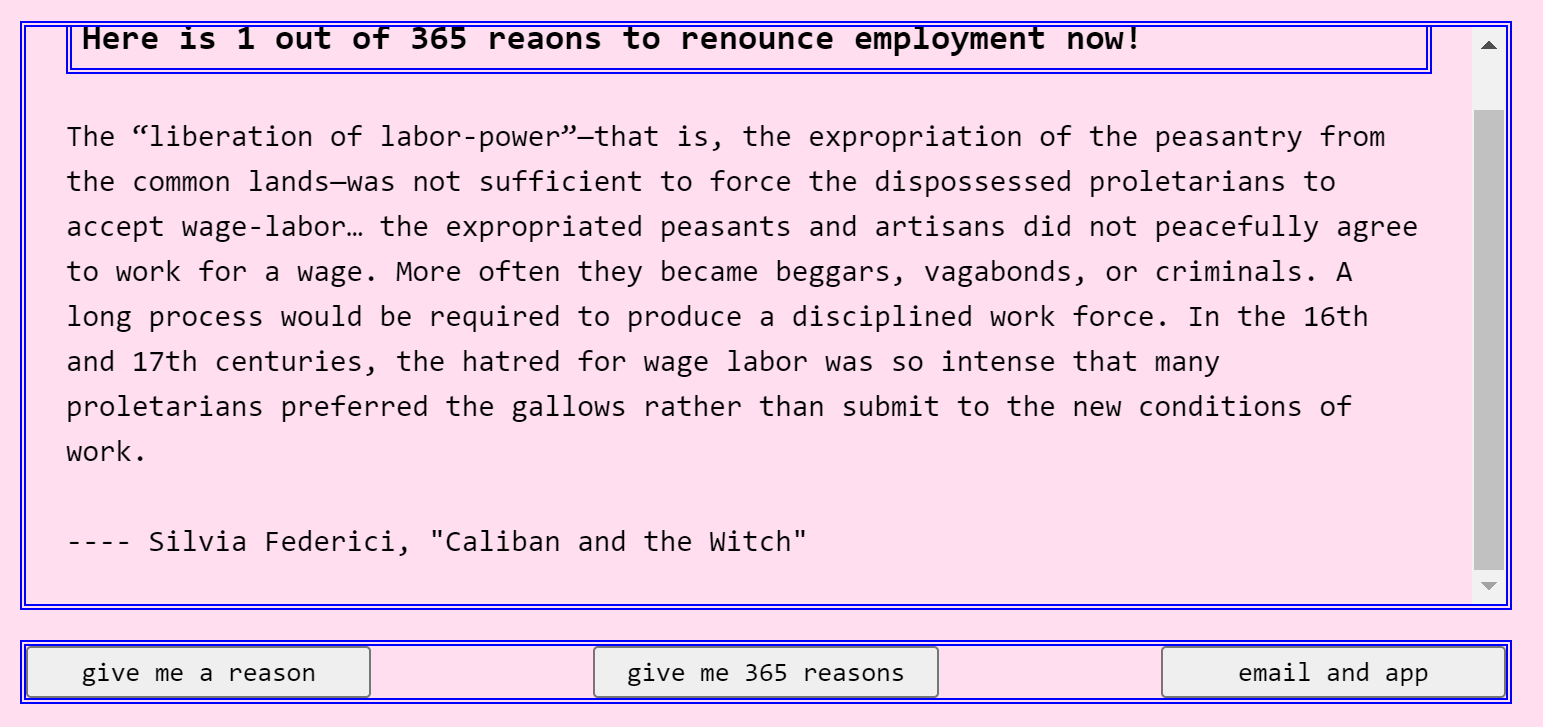 Here is 1 out of 365 reaons to renounce employment now!
The “liberation of labor-power”—that is, the expropriation of the peasantry from
the common lands—was not sufficient to force the dispossessed proletarians to
accept wage-labor… the expropriated peasants and artisans did not peacefully agree
to work for a wage. More often they became beggars, vagabonds, or criminals. A
long process would be required to produce a disciplined work force. In the 16th
and 17th centuries, the hatred for wage labor was so intense that many
proletarians preferred the gallows rather than submit to the new conditions of
work.
---- Silvia Federici, "Caliban and the Witch"
give me a reason
give me 365 reasons
email and app